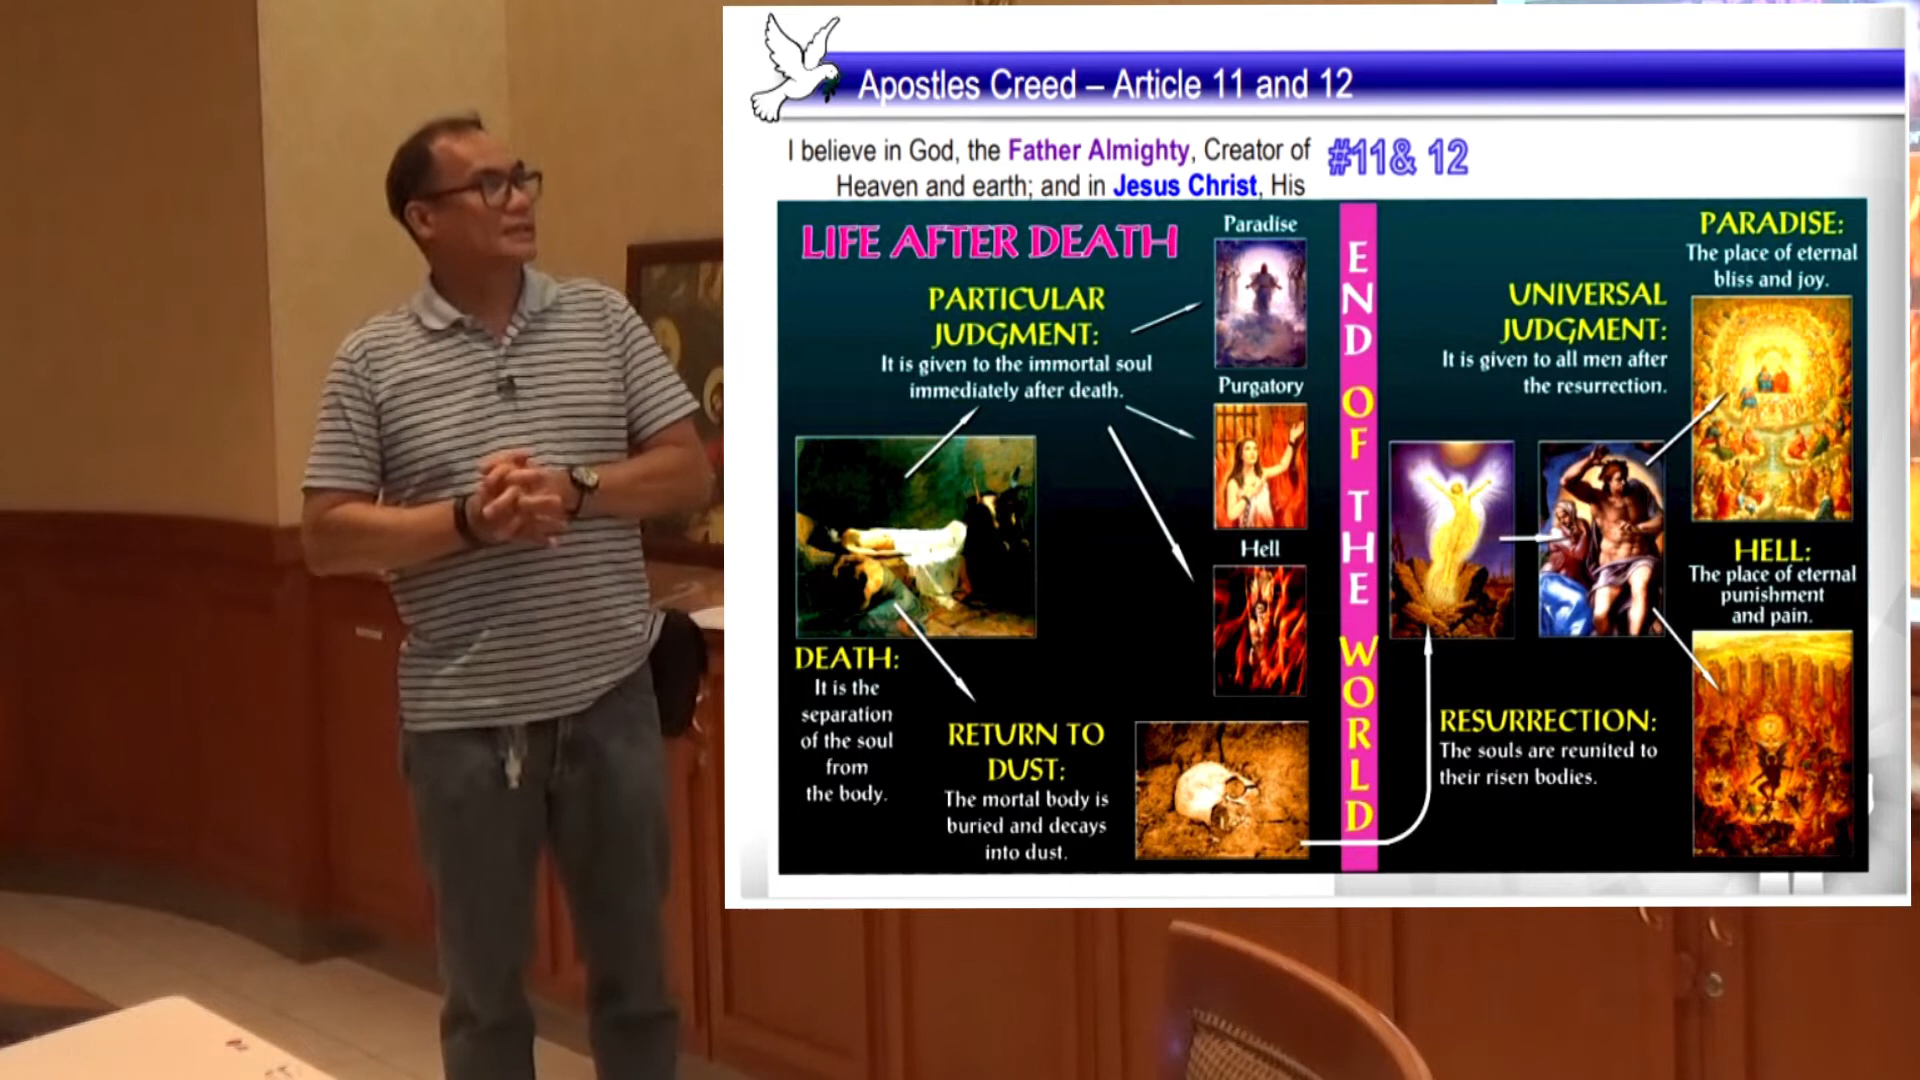 Apostles Creed – Article 11 and 12
I believe in God, the Father Almighty, Creator of
Heaven and earth; and in Jesus Christ, His
#11& 12
LIFE AFTER DEATH
PARTICULAR
JUDGMENT:
It is given to the immortal soul
immediately after death.
Paradise
Purgatory
Hell
DEATH:
It is the
separation
of the soul
from
the body.
RETURN TO
DUST:
The mortal body is
buried and decays
into dust.
END OF THE WORLD
UNIVERSAL
JUDGMENT:
It is given to all men after
the resurrection.
RESURRECTION:
The souls are reunited to
their risen bodies.
PARADISE:
The place of eternal
bliss and joy.
HELL:
The place of eternal
punishment
and pain.